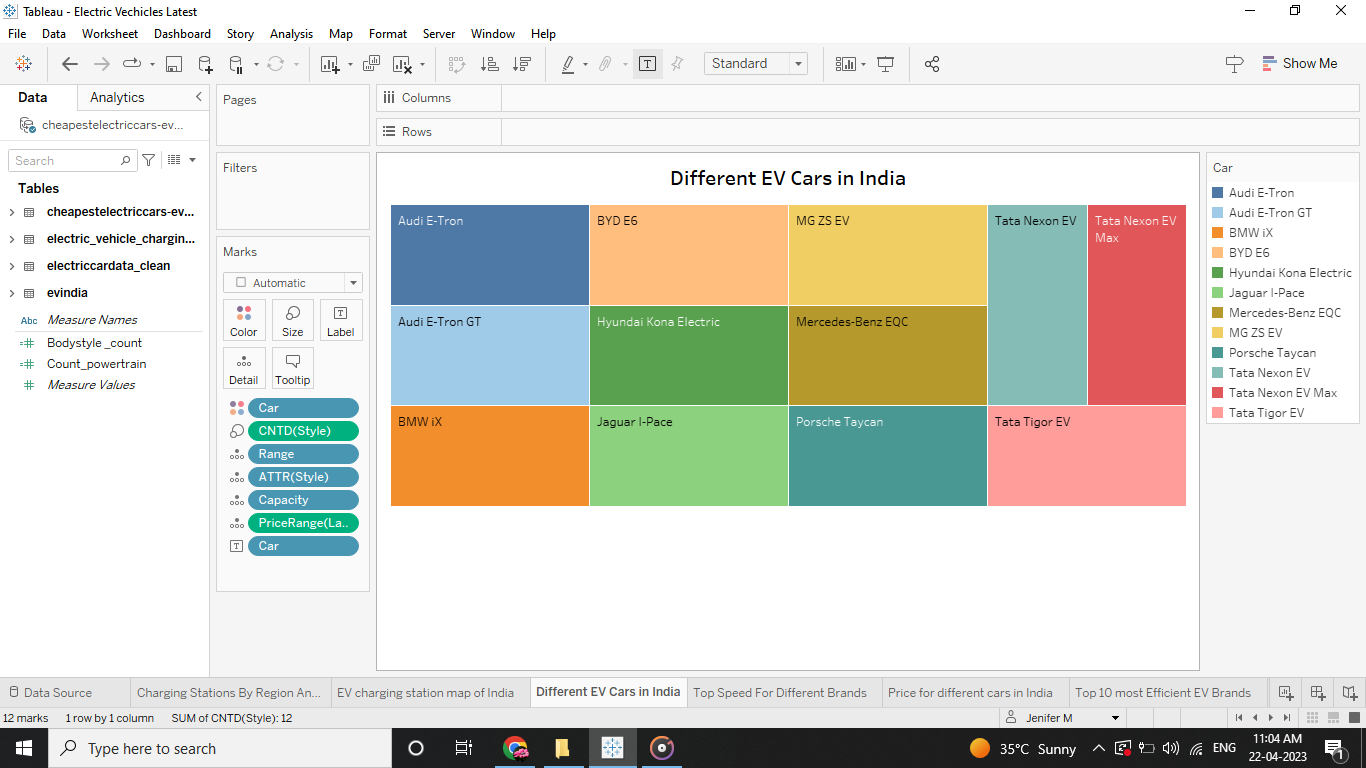 Tableau - Electric Vechicles Latest
File Data Worksheet Dashboard Story Analysis Map Format Server Window Help
Standard
Show Me
Data Analytics
cheapestelectriccars-ev...
Search
Tables
cheapestelectriccars-ev...
electric_vehicle_chargin...
electriccardata_clean
evindia
Abc Measure Names
Bodystyle _count
Count_powertrain
Measure Values
Pages
Filters
Marks
Automatic
Color Size Label
Detail Tooltip
Car
CNTD(Style)
Range
ATTR(Style)
Capacity
PriceRange(La..
Car
Columns
Rows
Different EV Cars in India
Audi E-Tron BYD E6 MG ZS EV Tata Nexon EV Tata Nexon EV
Max
Audi E-Tron GT Hyundai Kona Electric Mercedes-Benz EQC
BMW iX Jaguar I-Pace Porsche Taycan Tata Tigor EV
Car
Audi E-Tron
Audi E-Tron GT
BMW iX
BYD E6
Hyundai Kona Electric
Jaguar I-Pace
Mercedes-Benz EQC
MG ZS EV
Porsche Taycan
Tata Nexon EV
Tata Nexon EV Max
Tata Tigor EV
Data Source Charging Stations By Region An... EV charging station map of India Different EV Cars in India Top Speed For Different Brands Price for different cars in India Top 10 most Efficient EV Brands
12 marks 1 row by 1 column SUM of CNTD(Style): 12 Jenifer M
Type here to search
35°C Sunny
ENG
11:04 AM
22-04-2023
1